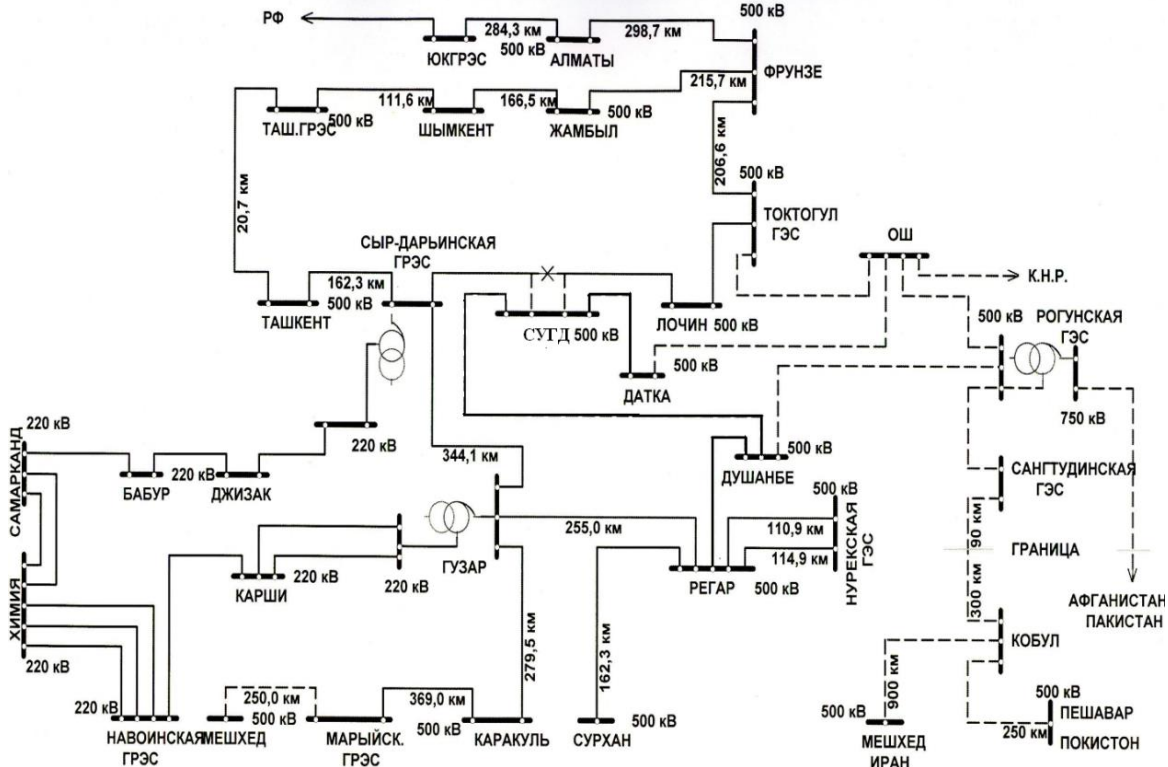 500 кВ
РФ
284,3 км
298,7 км
500 кВ
ЮКГРЭС
АЛМАТЫ
ФРУНЗЕ
215,7 км
111,6 км
166,5 км
500 кВ
500 кВ
ТАШ.ГРЭС
ШЫМКЕНТ
ЖАМБЫЛ
206,6 км
500 кВ
20,7 км
ТОКТОГУЛ
ГЭС
ОШ
СЫР-ДАРЬИНСКАЯ
ГРЭС
К.Н.Р.
162,3 км
500 кВ
ТАШКЕНТ
СУГД 500 кВ
ЛОЧИН 500 кВ
500 кВ
РОГУНСКАЯ
ГЭС
500 кВ
ДАТКА
750 кВ
220 кВ
220 кВ
344,1 км
500 кВ
ДУШАНБЕ
САМАРКАНД
220 кВ
БАБУР
ДЖИЗАК
САНГТУДИНСКАЯ
ГЭС
500 кВ
255,0 км
110,9 км
114,9 км
НУРЕКСКАЯ
ГЭС
90 км
ГРАНИЦА
ГУЗАР
220 кВ
220 кВ
КАРШИ
РЕГАР
500 кВ
300 км
АФГАНИСТАН
ПАКИСТАН
ХИМИЯ
220 кВ
КОБУЛ
279,5 км
162,3 км
900 км
250,0 км
369,0 км
220 кВ
500 кВ
500 кВ
500 кВ
500 кВ
500 кВ
НАВОИНСКАЯ
ГРЭС
МЕШХЕД
МАРЫЙСК.
ГРЭС
КАРАКУЛЬ
СУРХАН
МЕШХЕД
ИРАН
250 км
ПЕШАВАР
ПОКИСТОН